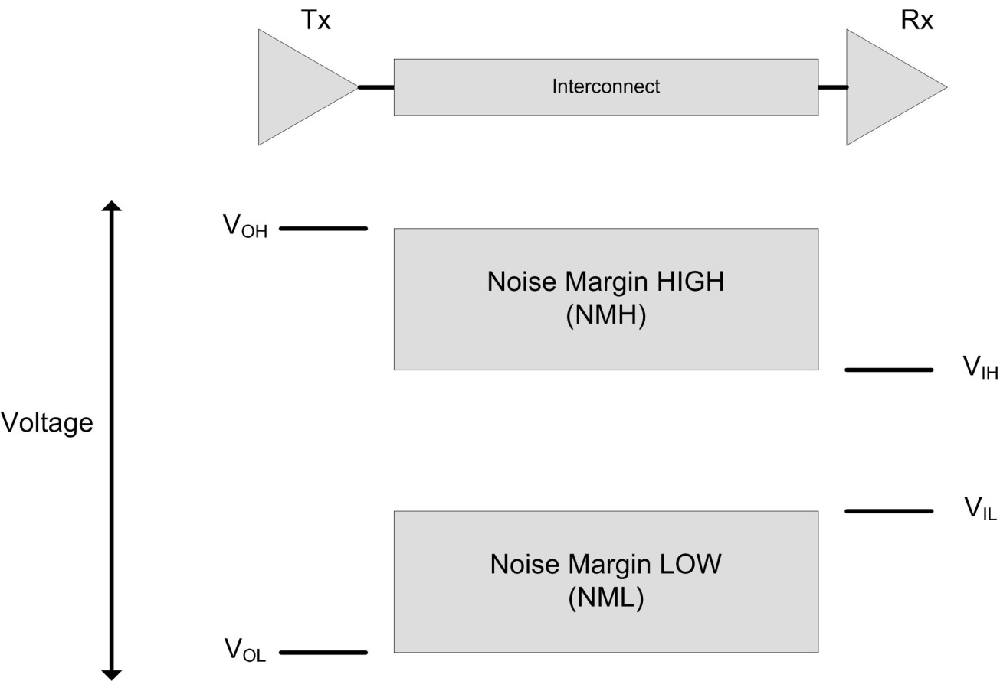 Tx
Rx
Interconnect
VOH
Noise Margin HIGH
(NMH)
VIH
Voltage
VIL
Noise Margin LOW
(NML)
VOL